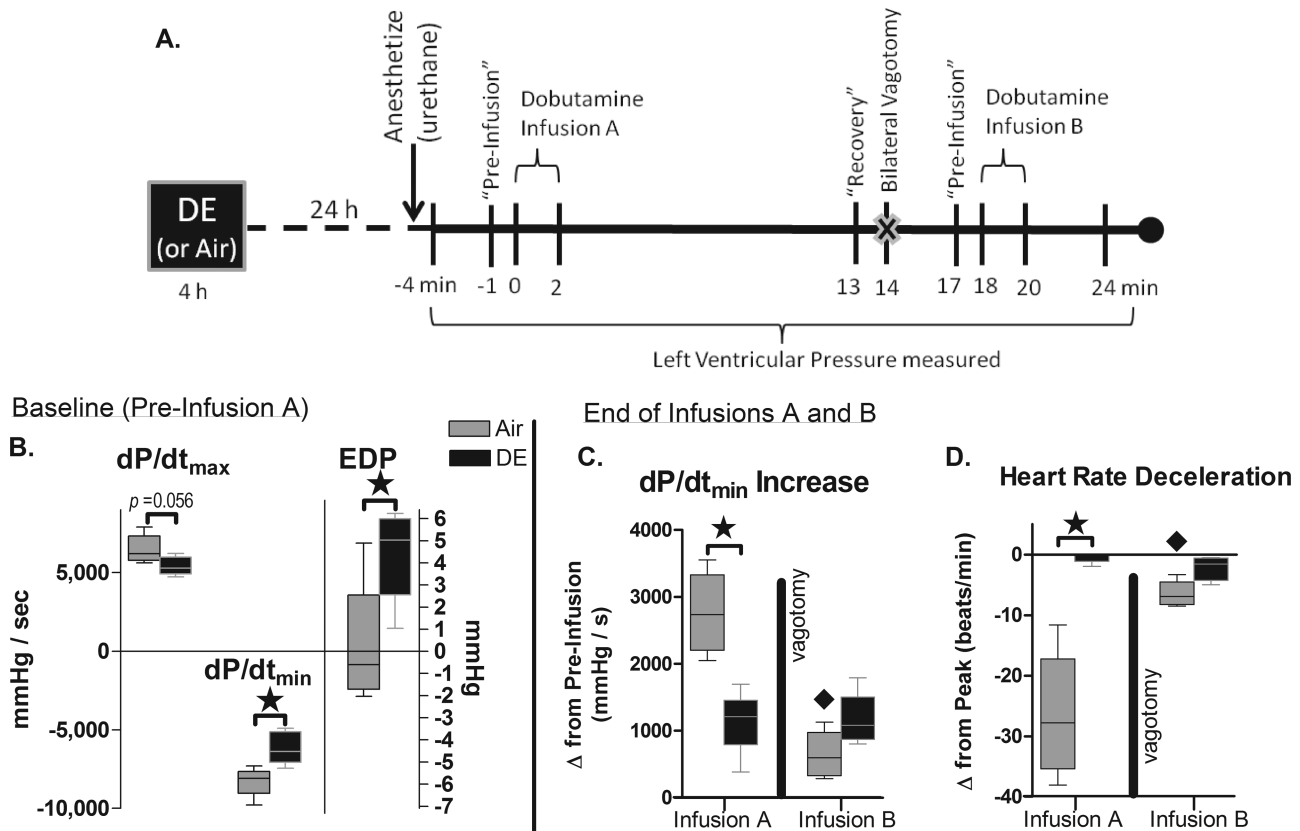 A.
Anesthetize
(urethane)
“Pre-Infusion”
Dobutamine
Infusion A
“Recovery”
Bilateral Vagotomy
“Pre-Infusion”
Dobutamine
Infusion B
DE
(or Air)
4 h
24 h
-4 min
-1
0
2
13
14
17
18
20
24 min
Left Ventricular Pressure measured
Baseline (Pre-Infusion A)
Air
DE
B.
dP/dtmax
EDP
p =0.056
dP/dtmin
mmHg / sec
5,000
0
-5,000
-10,000
6
5
4
3
2
1
0
-1
-2
-3
-4
-5
-6
-7
mmHg
End of Infusions A and B
C.
dP/dtmin Increase
Δ from Pre-Infusion
(mmHg / s)
4000
3000
2000
1000
0
vagotomy
Infusion A
Infusion B
D.
Heart Rate Deceleration
Δ from Peak (beats/min)
0
-10
-20
-30
-40
vagotomy
Infusion A
Infusion B